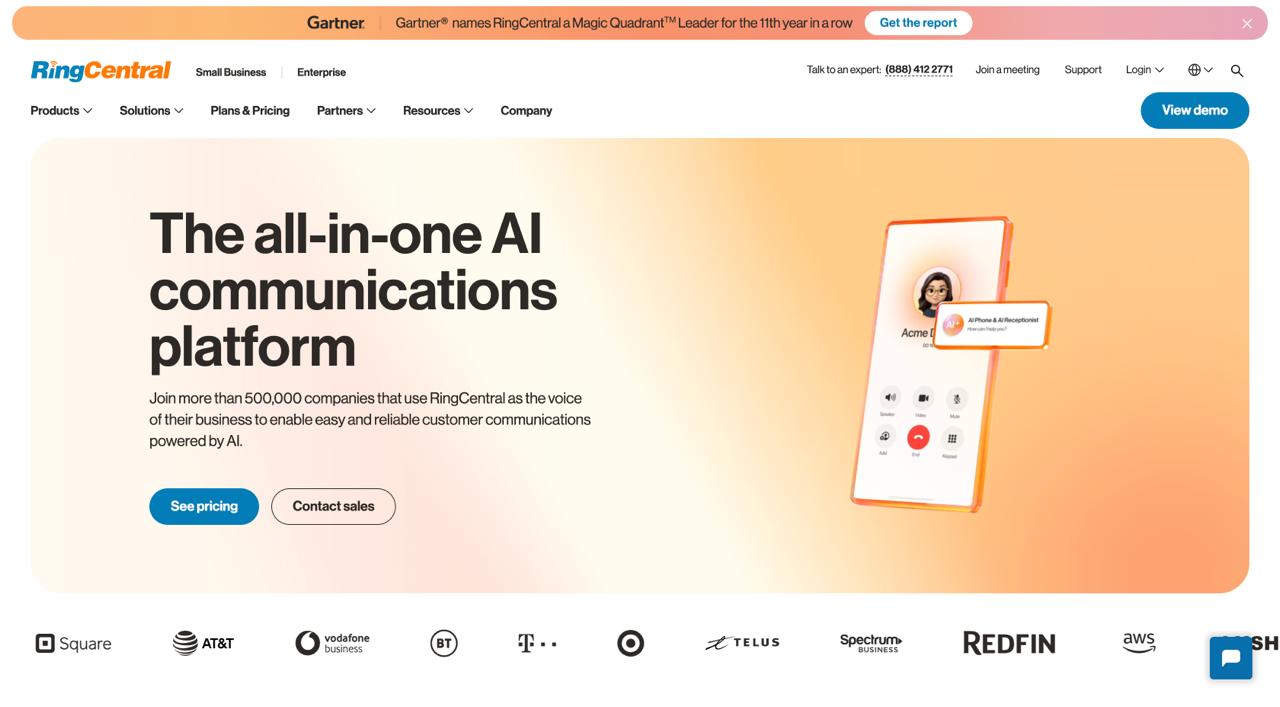 Gartner
Gartner® names RingCentral a Magic Quadrant™ Leader for the 11th year in a row
Get the report
RingCentral
Small Business
Enterprise
Talk to an expert: (888) 412 2771
Join a meeting
Support
Login
Products
Solutions
Plans & Pricing
Partners
Resources
Company
View demo
The all-in-one AI
communications
platform
Join more than 500,000 companies that use RingCentral as the voice
of their business to enable easy and reliable customer communications
powered by AI.
See pricing
Contact sales
Acme
AI+
AI Phone & AI Receptionist
How can I help you?
Speaker
Video
Mute
Add
End
Keypad
Square
AT&T
vodafone
business
BT
T
TELUS
Spectrum
BUSINESS
REDFIN
aws
SH